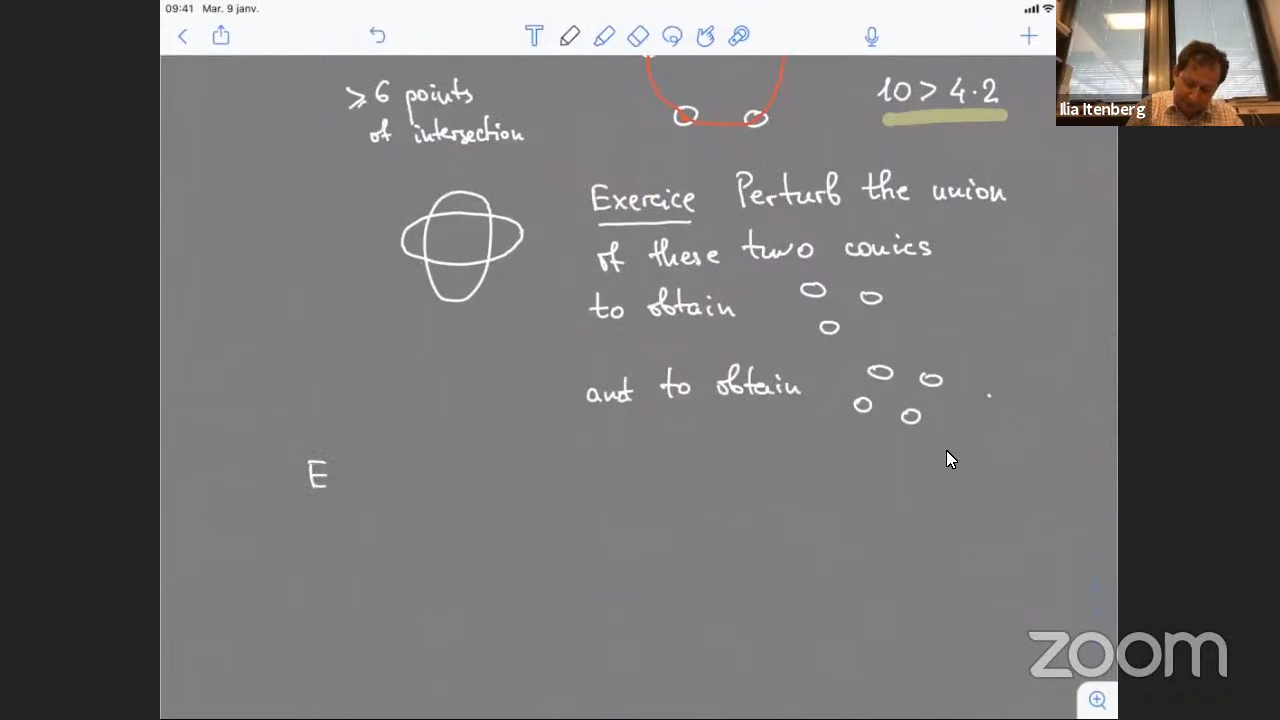 09:41 Mar. 9 janv.
Ilia Itenberg
≥ 6 points
of intersection
10 > 4·2
Exercice Perturb the union
of these two conics
to obtain
and to obtain .
E
zoom